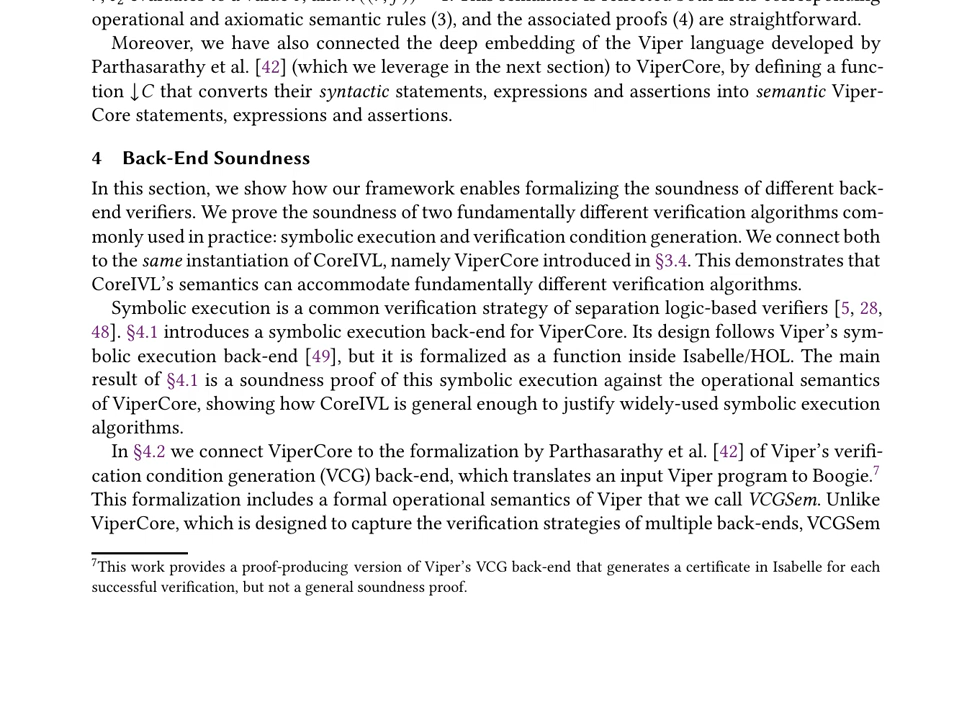 operational and axiomatic semantic rules (3), and the associated proofs (4) are straightforward.
Moreover, we have also connected the deep embedding of the Viper language developed by
Parthasarathy et al. [42] (which we leverage in the next section) to ViperCore, by defining a func-
tion ↓C that converts their syntactic statements, expressions and assertions into semantic Viper-
Core statements, expressions and assertions.
4 Back-End Soundness
In this section, we show how our framework enables formalizing the soundness of different back-
end verifiers. We prove the soundness of two fundamentally different verification algorithms com-
monly used in practice: symbolic execution and verification condition generation. We connect both
to the same instantiation of CoreIVL, namely ViperCore introduced in §3.4. This demonstrates that
CoreIVL's semantics can accommodate fundamentally different verification algorithms.
Symbolic execution is a common verification strategy of separation logic-based verifiers [5, 28,
48]. §4.1 introduces a symbolic execution back-end for ViperCore. Its design follows Viper's sym-
bolic execution back-end [49], but it is formalized as a function inside Isabelle/HOL. The main
result of §4.1 is a soundness proof of this symbolic execution against the operational semantics
of ViperCore, showing how CoreIVL is general enough to justify widely-used symbolic execution
algorithms.
In §4.2 we connect ViperCore to the formalization by Parthasarathy et al. [42] of Viper's verifi-
cation condition generation (VCG) back-end, which translates an input Viper program to Boogie.7
This formalization includes a formal operational semantics of Viper that we call VCGSem. Unlike
ViperCore, which is designed to capture the verification strategies of multiple back-ends, VCGSem
7This work provides a proof-producing version of Viper's VCG back-end that generates a certificate in Isabelle for each
successful verification, but not a general soundness proof.